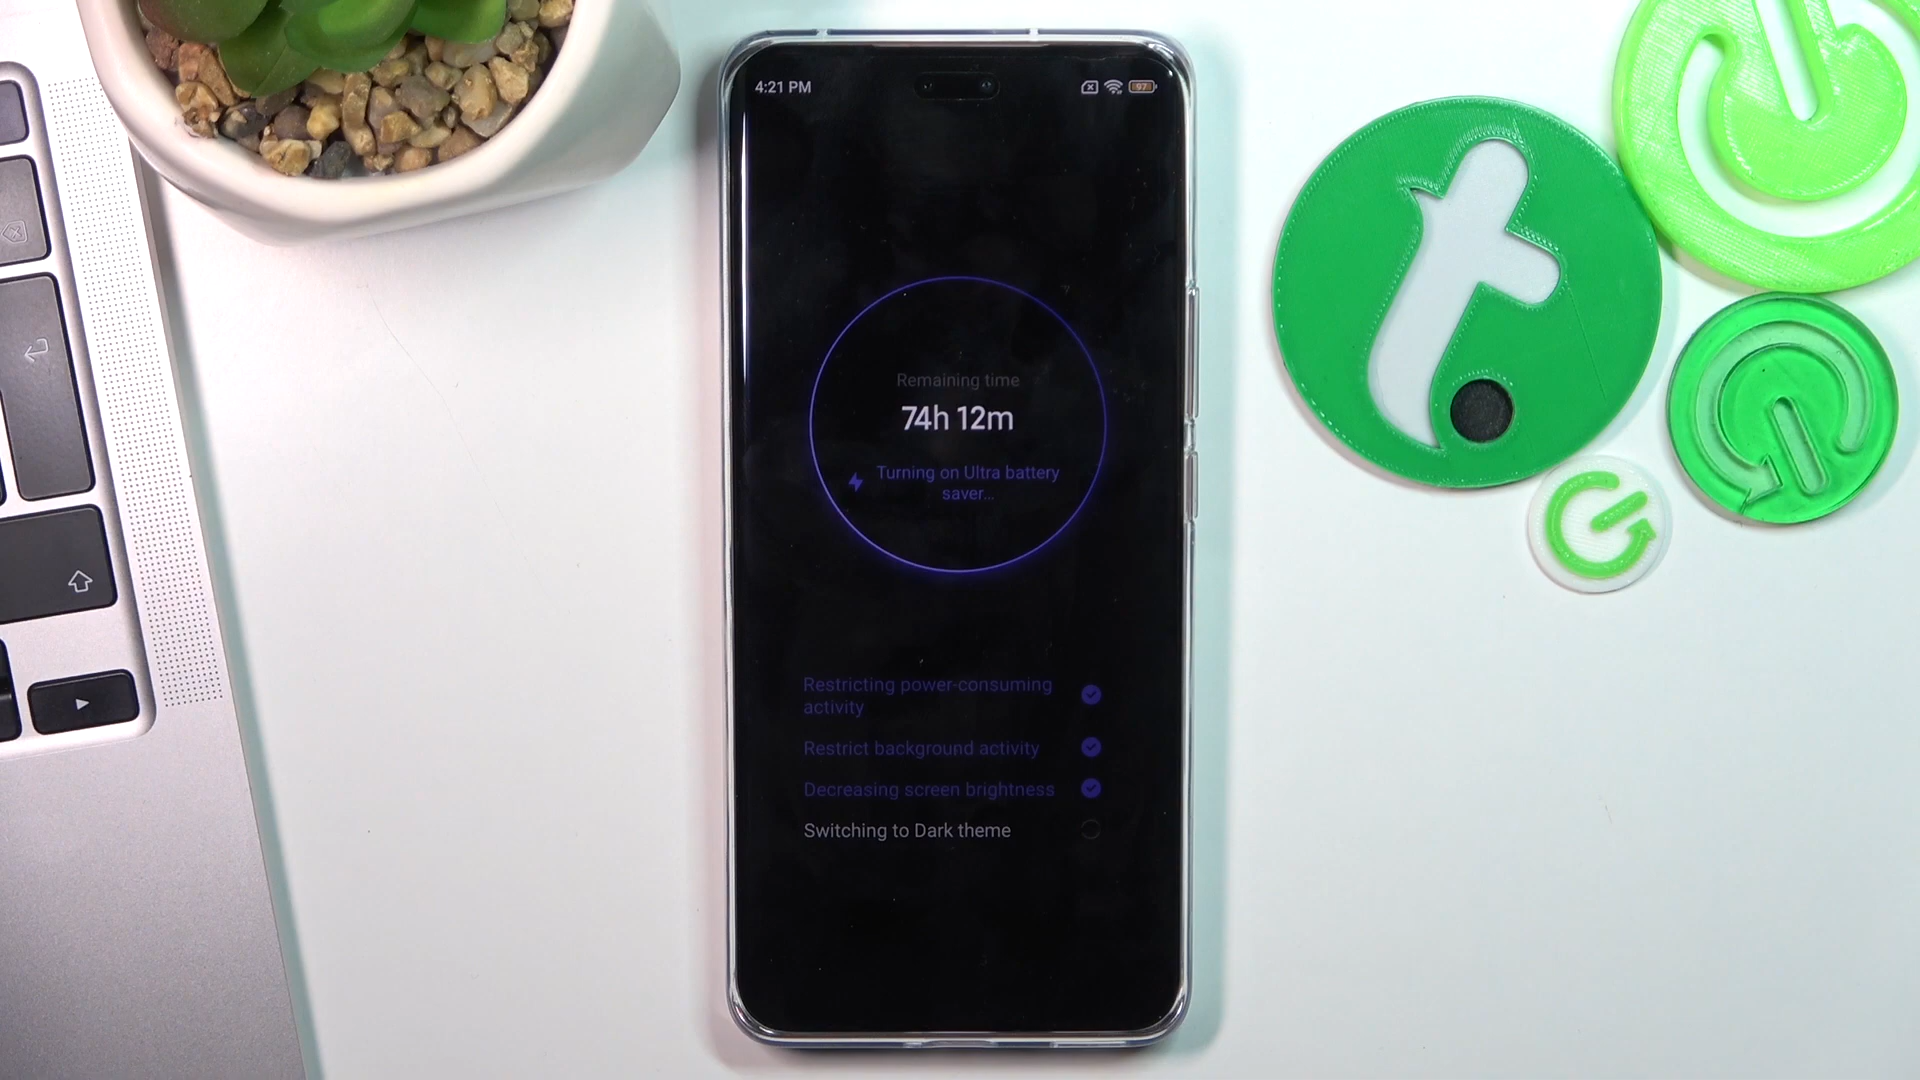 4:21 PM
97
Remaining time
74h 12m
Turning on Ultra battery
saver...
Restricting power-consuming
activity
Restrict background activity
Decreasing screen brightness
Switching to Dark theme
t